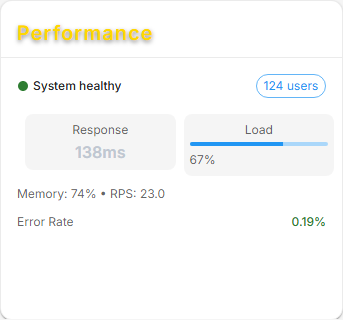 Performance
System healthy
124 users
Response
138ms
Load
67%
Memory: 74% • RPS: 23.0
Error Rate
0.19%